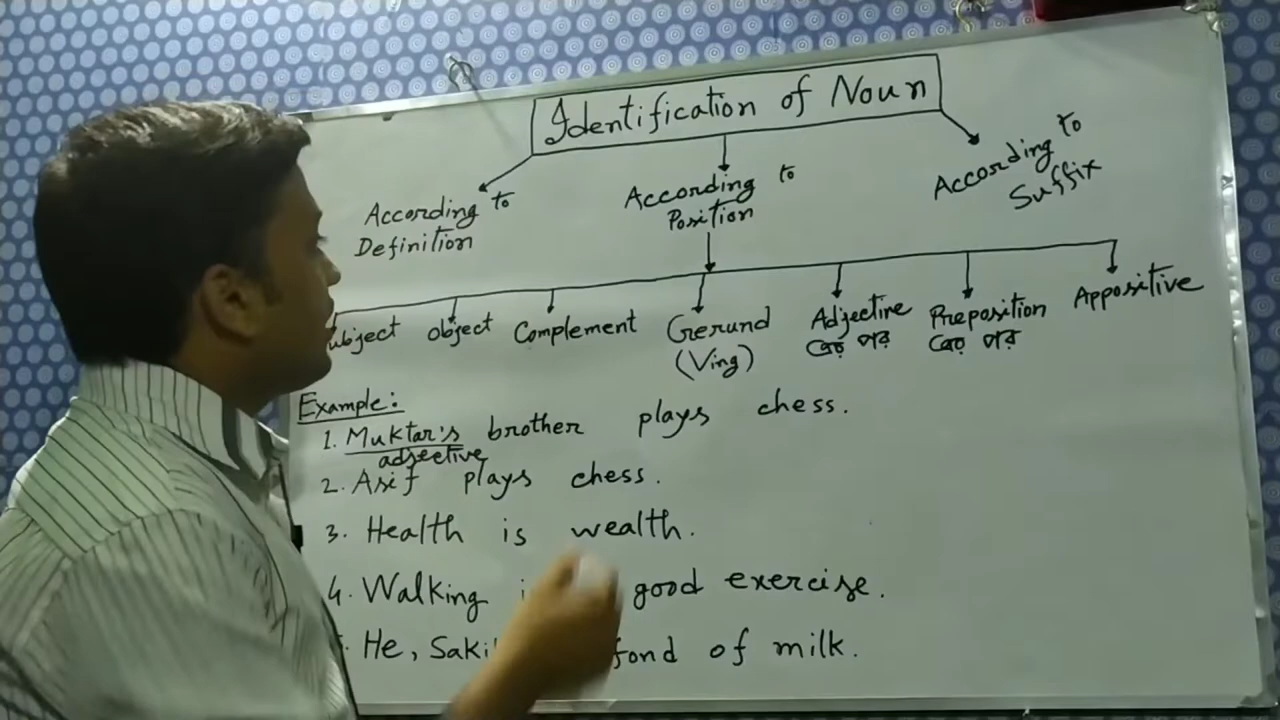 Identification of Noun
According to Definition
According to Position
According to Suffix
ubject object Complement Gerund (Ving) Adjective এর পর Preposition এর পর Appositive
Example:
1. Muktar's brother plays chess.
adjective
2. Asif plays chess.
3. Health is wealth.
4. Walking i good exercise.
He, Saki fond of milk.